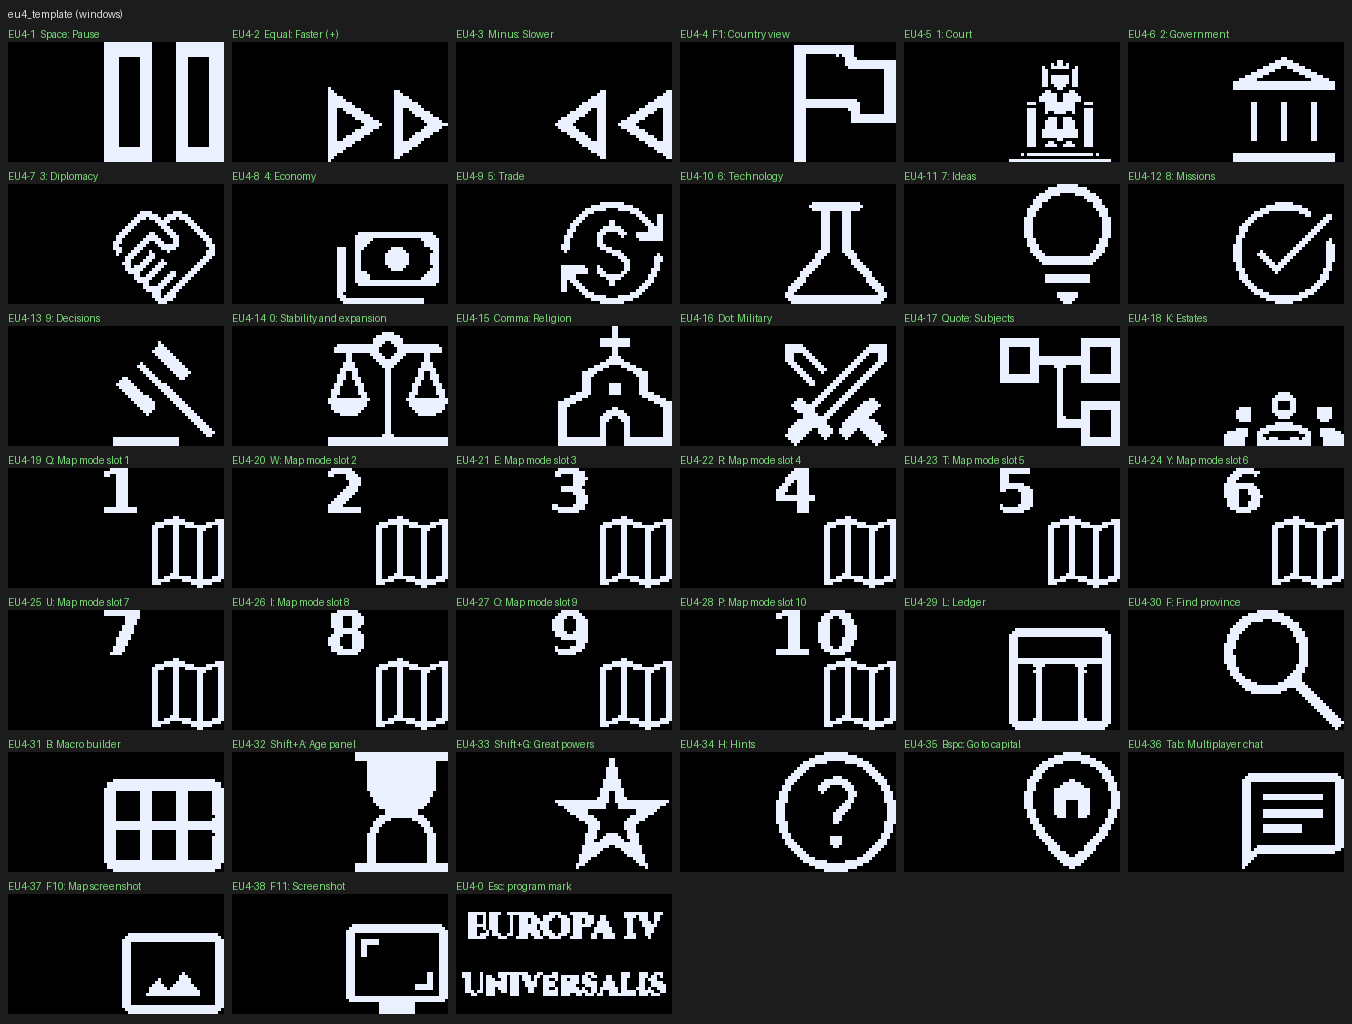 eu4_template (windows)
EU4-1 Space: Pause
EU4-2 Equal: Faster (+)
EU4-3 Minus: Slower
EU4-4 F1: Country view
EU4-5 1: Court
EU4-6 2: Government
EU4-7 3: Diplomacy
EU4-8 4: Economy
EU4-9 5: Trade
$
EU4-10 6: Technology
EU4-11 7: Ideas
EU4-12 8: Missions
EU4-13 9: Decisions
EU4-14 0: Stability and expansion
EU4-15 Comma: Religion
EU4-16 Dot: Military
EU4-17 Quote: Subjects
EU4-18 K: Estates
EU4-19 Q: Map mode slot 1
1
EU4-20 W: Map mode slot 2
2
EU4-21 E: Map mode slot 3
3
EU4-22 R: Map mode slot 4
4
EU4-23 T: Map mode slot 5
5
EU4-24 Y: Map mode slot 6
6
EU4-25 U: Map mode slot 7
7
EU4-26 I: Map mode slot 8
8
EU4-27 O: Map mode slot 9
9
EU4-28 P: Map mode slot 10
10
EU4-29 L: Ledger
EU4-30 F: Find province
EU4-31 B: Macro builder
EU4-32 Shift+A: Age panel
EU4-33 Shift+G: Great powers
EU4-34 H: Hints
?
EU4-35 Bspc: Go to capital
EU4-36 Tab: Multiplayer chat
EU4-37 F10: Map screenshot
EU4-38 F11: Screenshot
EU4-0 Esc: program mark
EUROPA IV
UNIVERSALIS